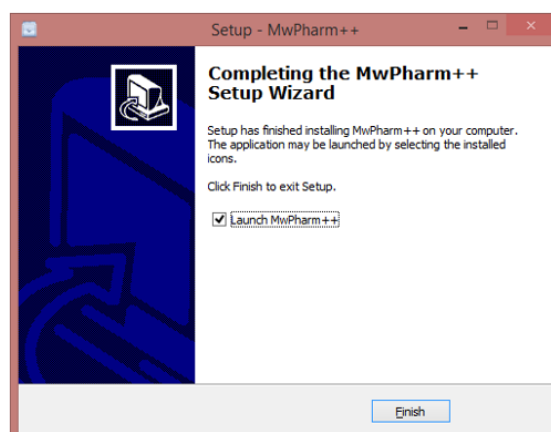 Setup - MwPharm++
Completing the MwPharm++
Setup Wizard
Setup has finished installing MwPharm++ on your computer.
The application may be launched by selecting the installed
icons.
Click Finish to exit Setup.
Launch MwPharm++
Finish